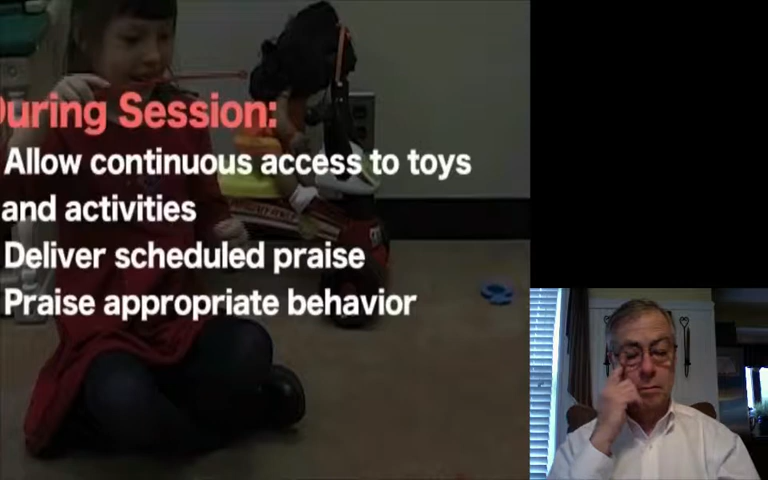 During Session:
Allow continuous access to toys
and activities
Deliver scheduled praise
Praise appropriate behavior